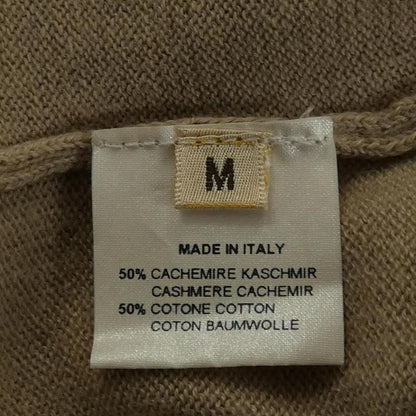 M
MADE IN ITALY
50% CACHEMIRE KASCHMIR
CASHMERE CACHEMIR
50% COTONE COTTON
COTON BAUMWOLLE